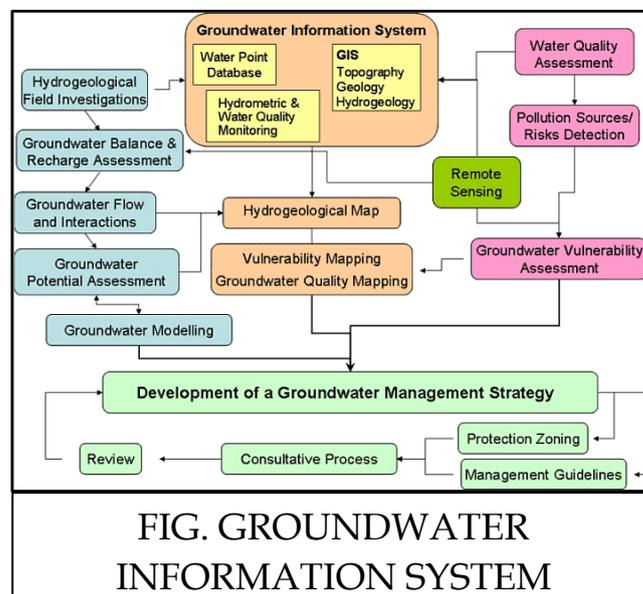 Groundwater Information System
Water Point
Database
GIS
Topography
Geology
Hydrogeology
Hydrometric &
Water Quality
Monitoring
Water Quality
Assessment
Hydrogeological
Field Investigations
Pollution Sources/
Risks Detection
Groundwater Balance &
Recharge Assessment
Remote
Sensing
Groundwater Flow
and Interactions
Hydrogeological Map
Groundwater
Potential Assessment
Vulnerability Mapping
Groundwater Quality Mapping
Groundwater Vulnerability
Assessment
Groundwater Modelling
Development of a Groundwater Management Strategy
Protection Zoning
Review
Consultative Process
Management Guidelines
FIG. GROUNDWATER
INFORMATION SYSTEM